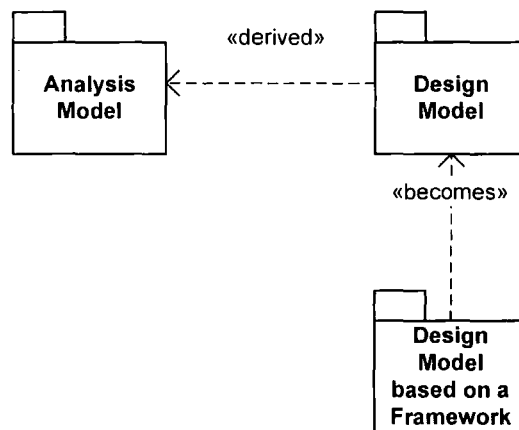 «derived»
Analysis
Model
Design
Model
«becomes»
Design
Model
based on a
Framework